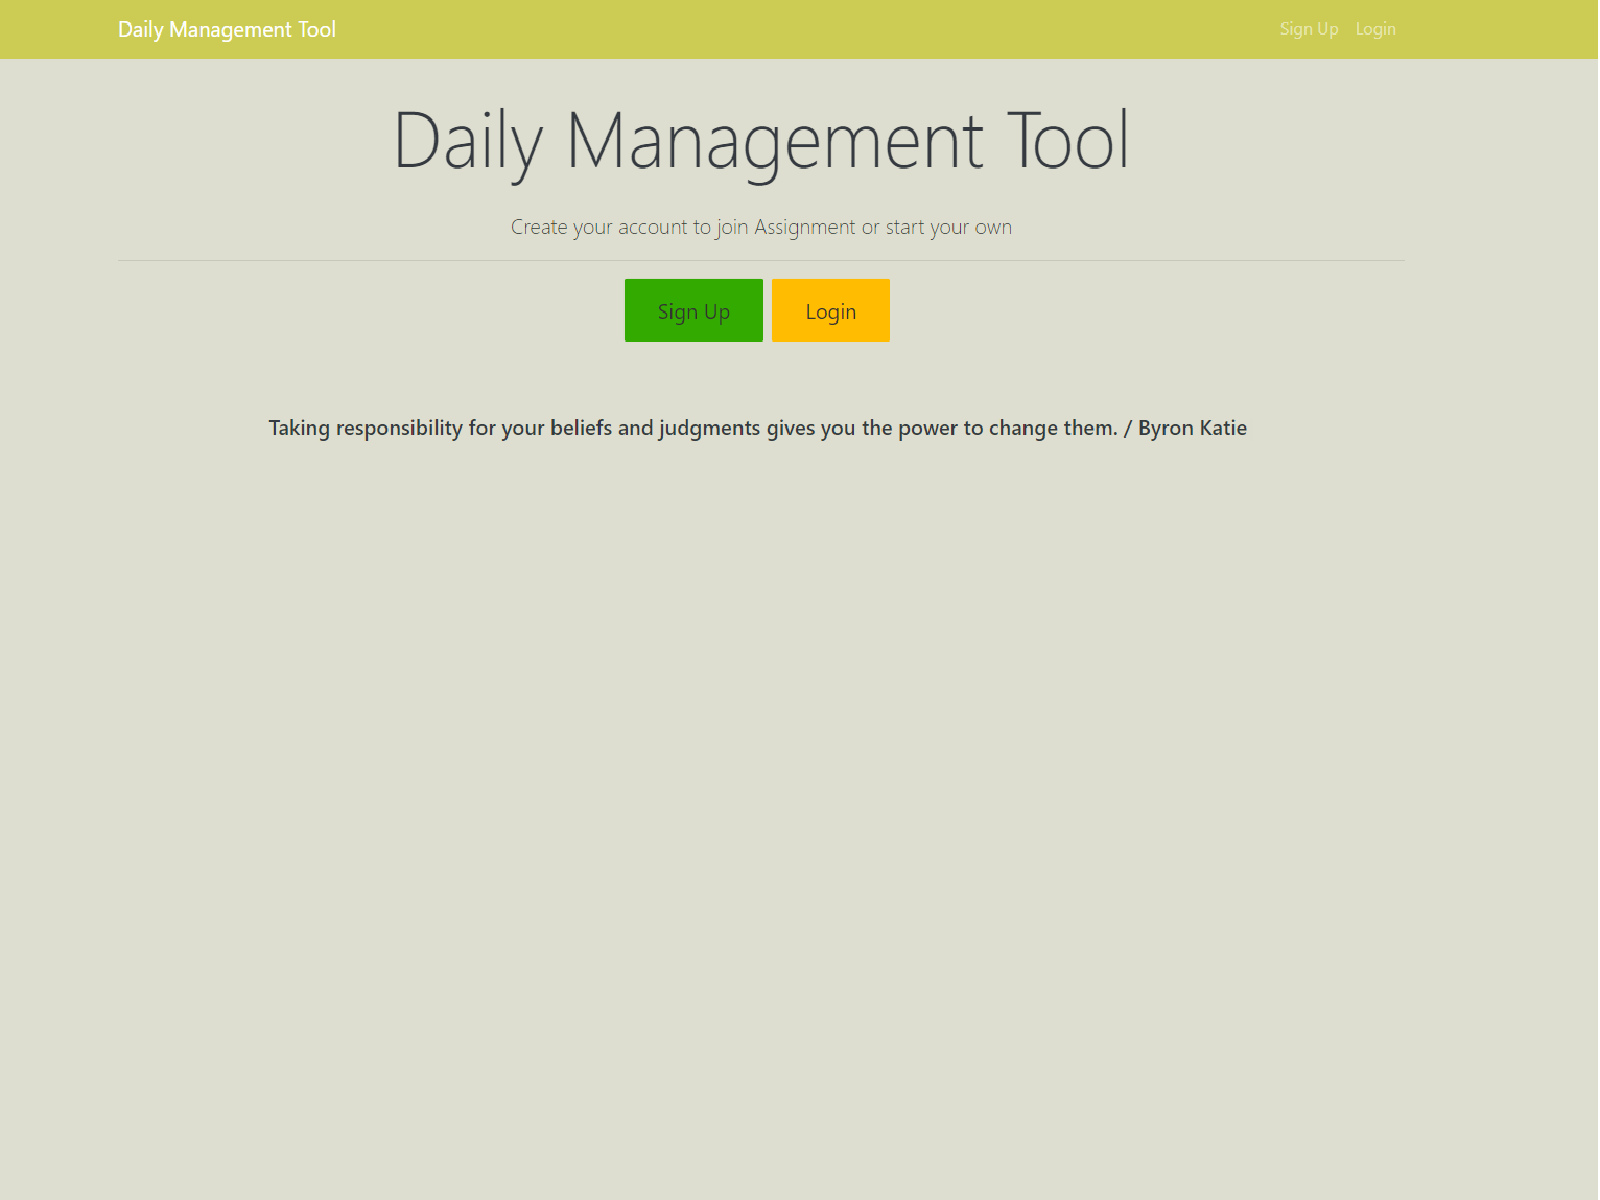 Daily Management Tool
Sign Up Login
Daily Management Tool
Create your account to join Assignment or start your own
Sign Up Login
Taking responsibility for your beliefs and judgments gives you the power to change them. / Byron Katie